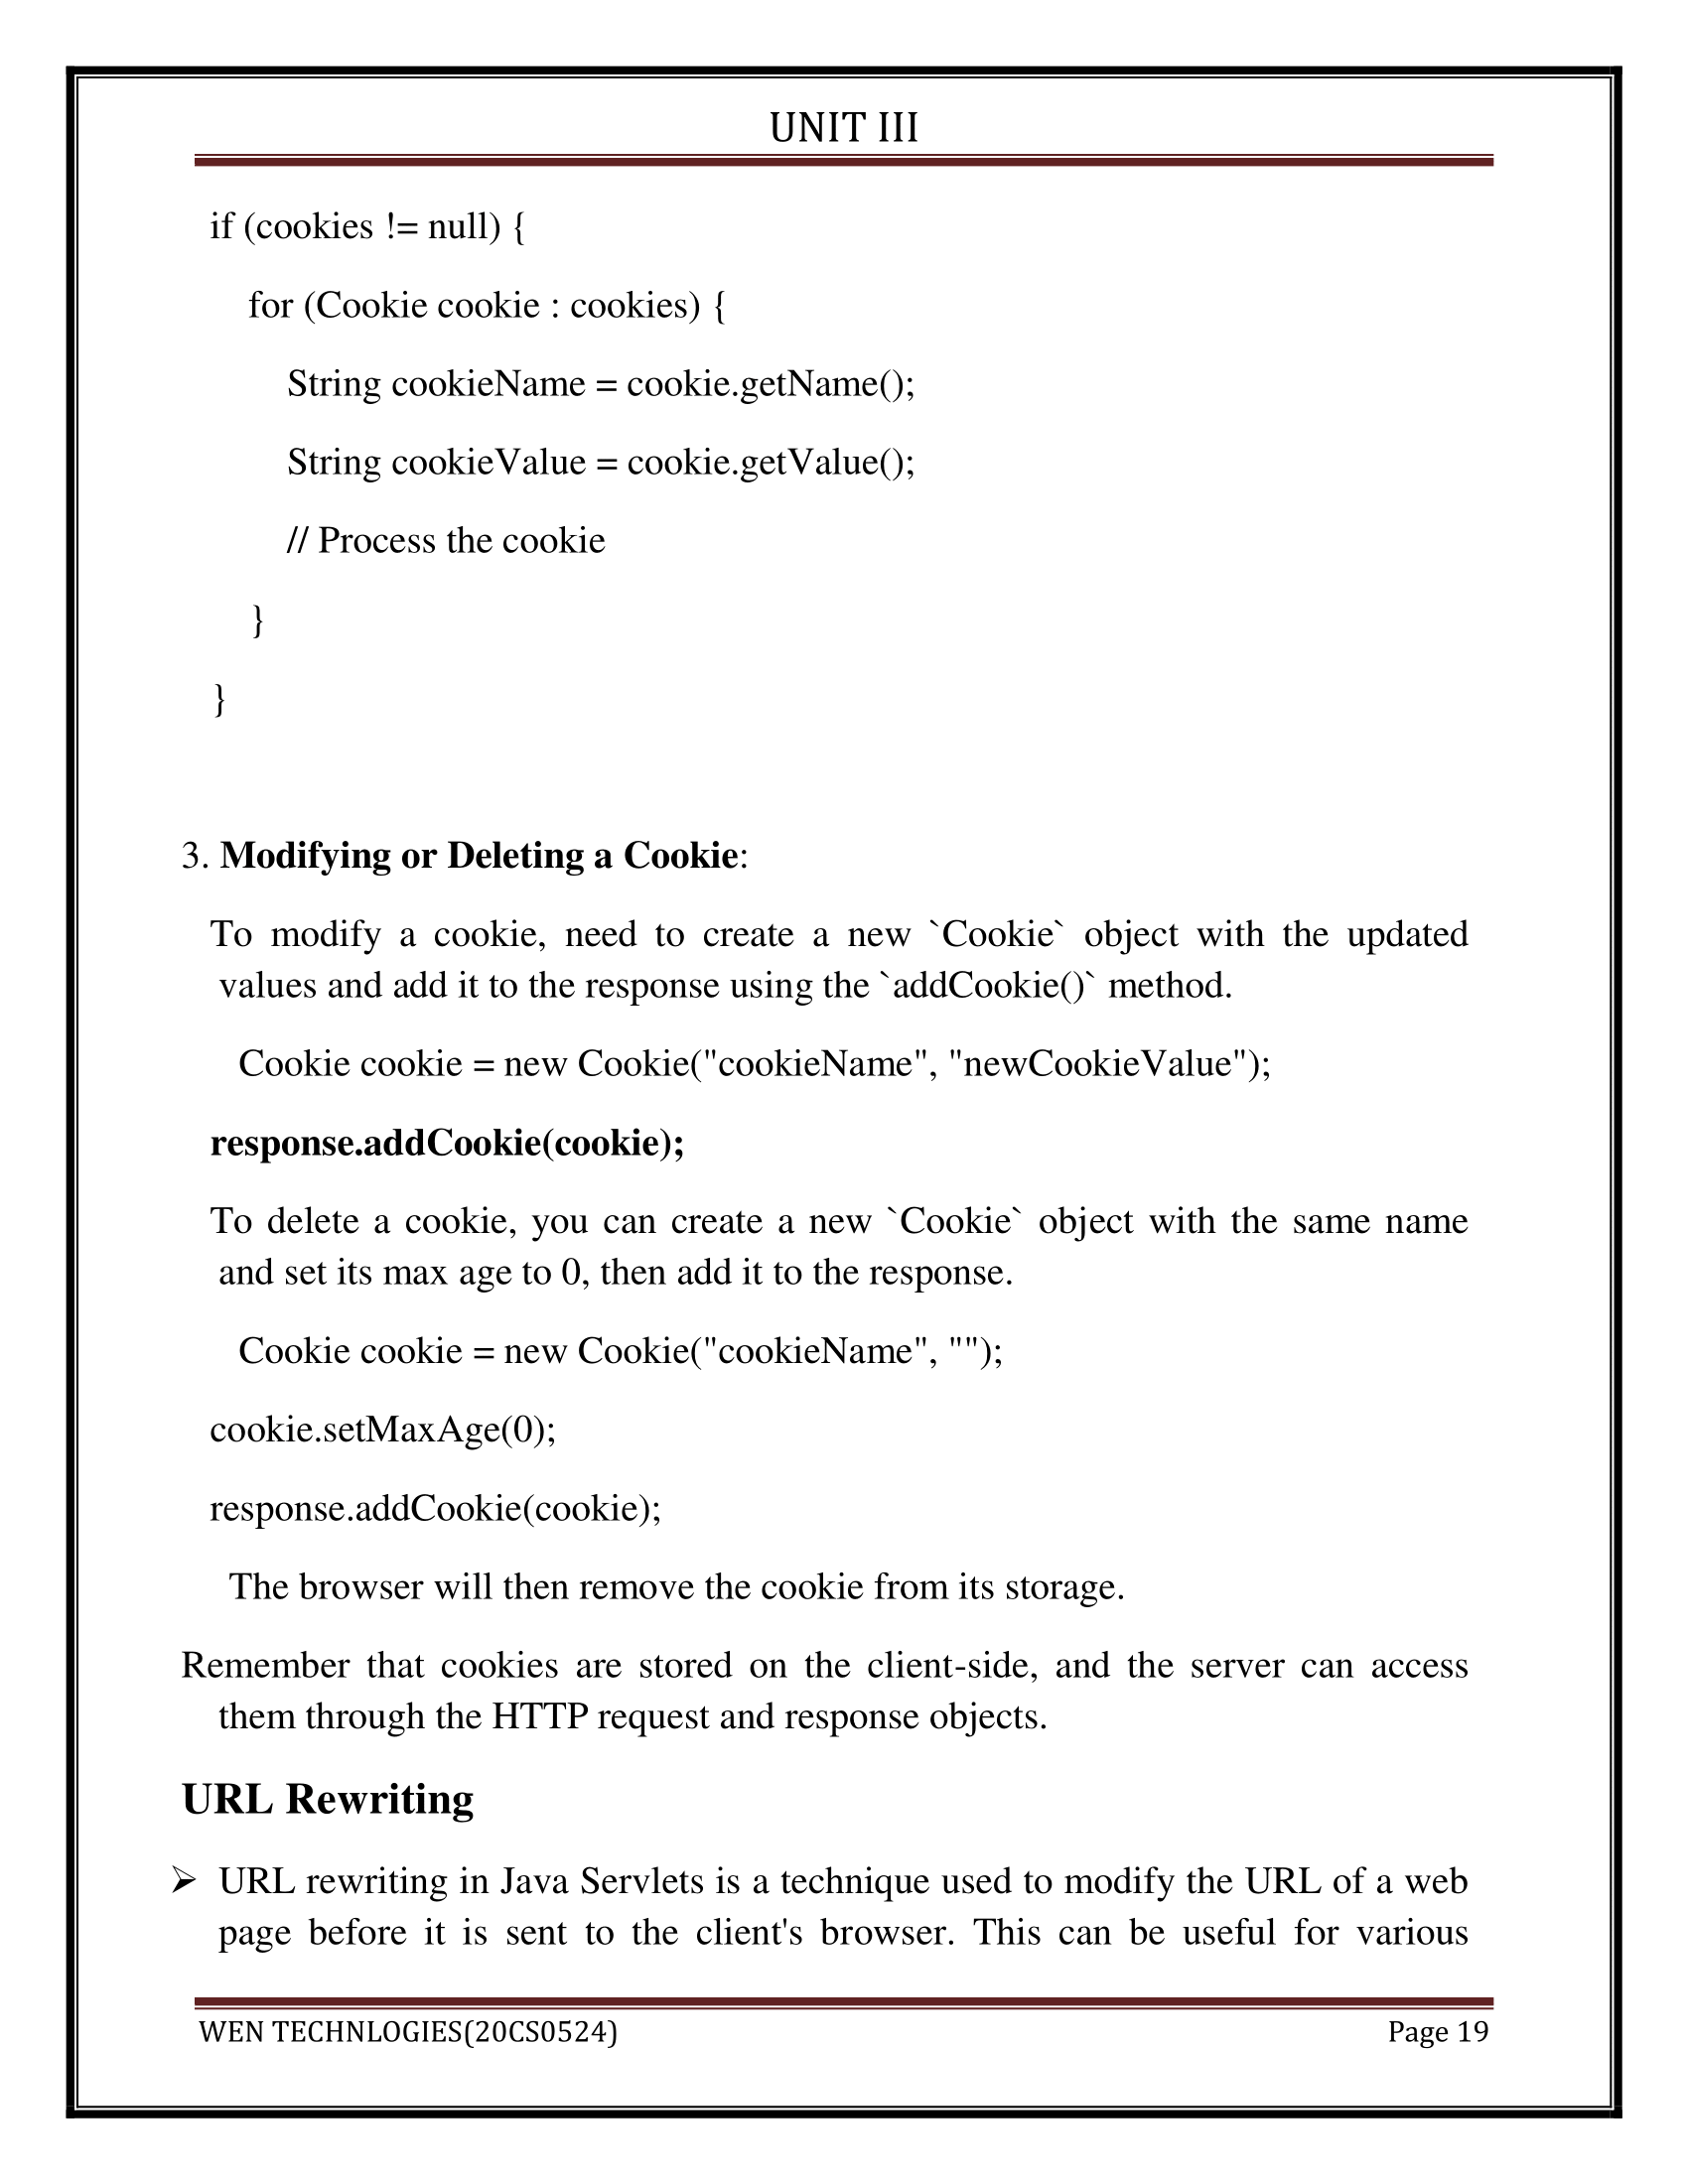 UNIT III
if (cookies != null) {
for (Cookie cookie : cookies) {
String cookieName = cookie.getName();
String cookieValue = cookie.getValue();
// Process the cookie
}
}
3. Modifying or Deleting a Cookie:
To modify a cookie, need to create a new `Cookie` object with the updated
values and add it to the response using the `addCookie()` method.
Cookie cookie = new Cookie("cookieName", "newCookieValue");
response.addCookie(cookie);
To delete a cookie, you can create a new `Cookie` object with the same name
and set its max age to 0, then add it to the response.
Cookie cookie = new Cookie("cookieName", "");
cookie.setMaxAge(0);
response.addCookie(cookie);
The browser will then remove the cookie from its storage.
Remember that cookies are stored on the client-side, and the server can access
them through the HTTP request and response objects.
URL Rewriting
➢ URL rewriting in Java Servlets is a technique used to modify the URL of a web
page before it is sent to the client's browser. This can be useful for various
WEN TECHNLOGIES(20CS0524) Page 19